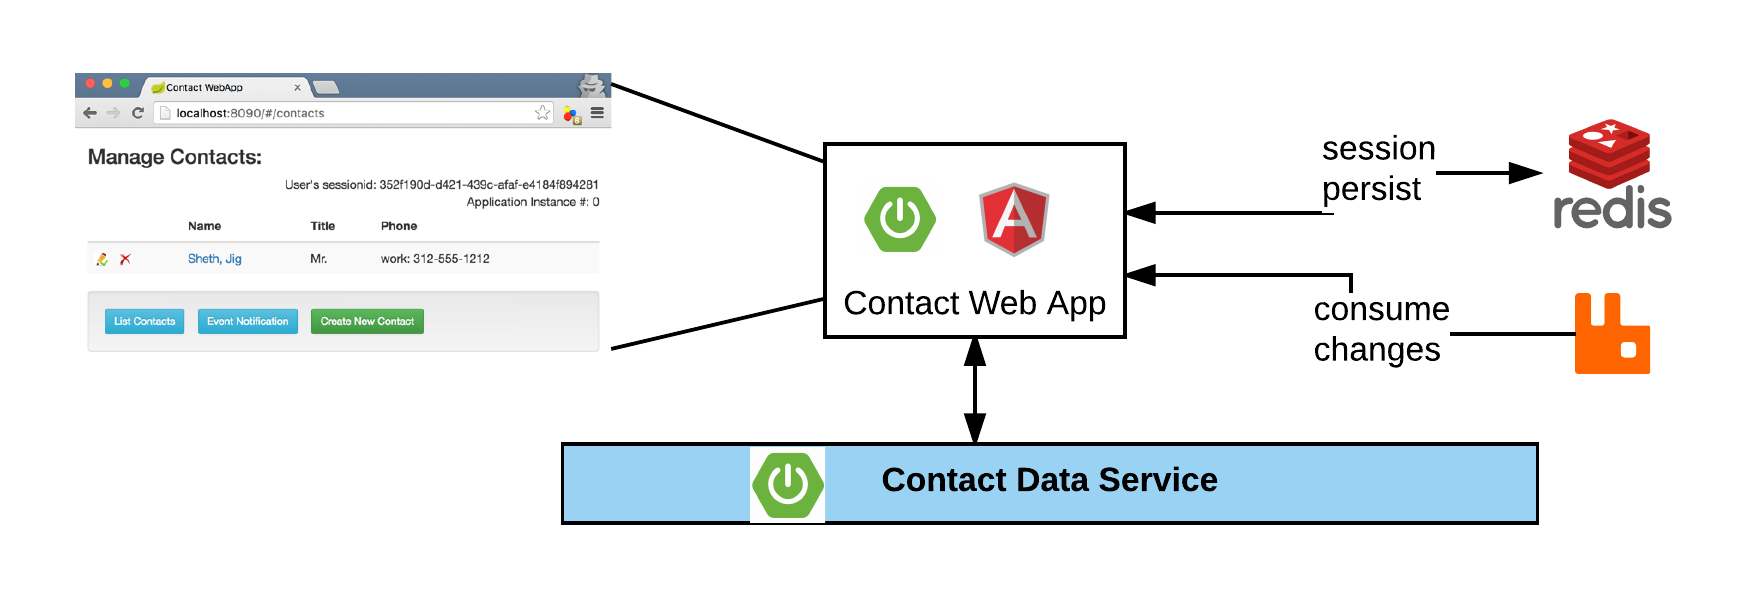 Contact WebApp
localhost:8090/#/contacts
Manage Contacts:
User's sessionid: 352f190d-d421-439c-afaf-e4184f894281
Application Instance #: 0
Name Title Phone
Sheth, Jig Mr. work: 312-555-1212
List Contacts Event Notification Create New Contact
Contact Web App
session
persist
redis
consume
changes
Contact Data Service